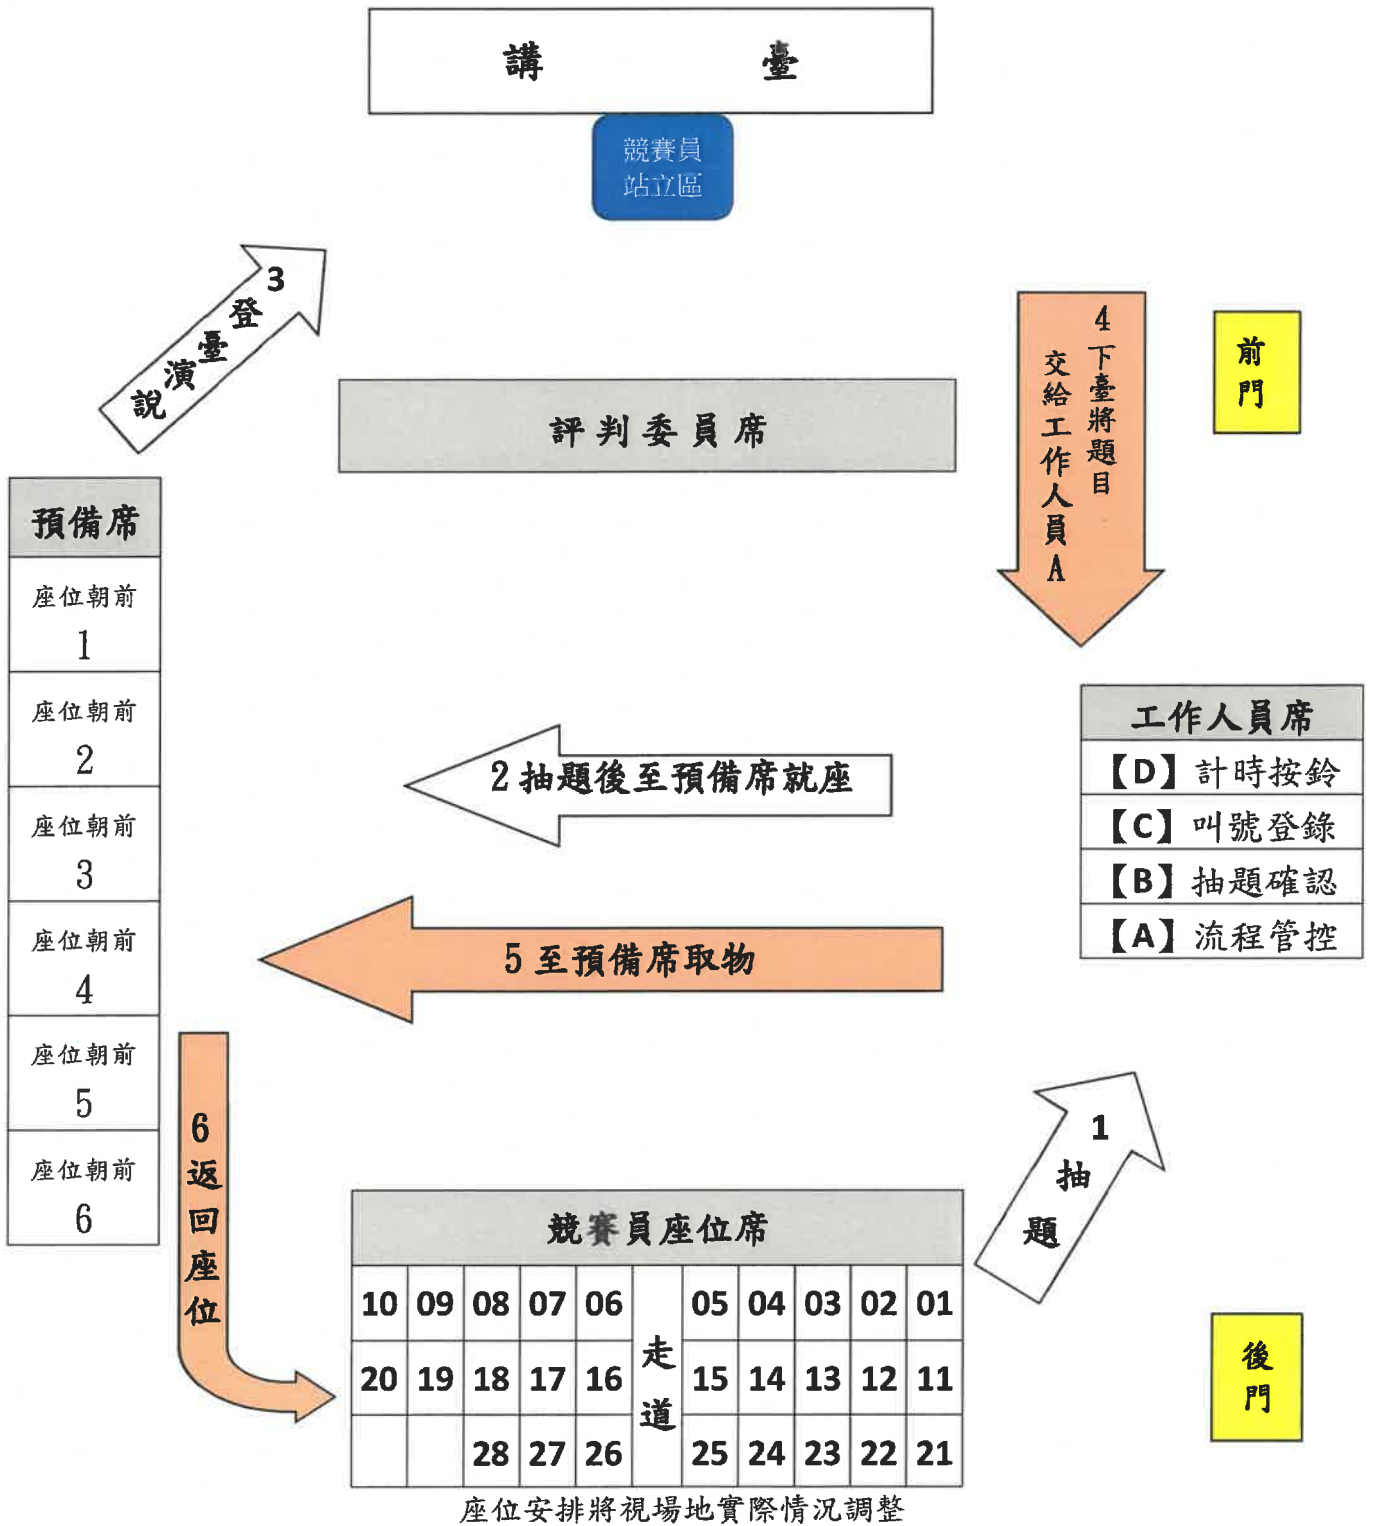 講 臺
競賽員
站立區
3 登臺演說
4 下臺將題目
交給工作人員 A
前門
評判委員席
預備席
座位朝前
1
座位朝前
2
座位朝前
3
座位朝前
4
座位朝前
5
座位朝前
6
2 抽題後至預備席就座
工作人員席
【D】計時按鈴
【C】叫號登錄
【B】抽題確認
【A】流程管控
5 至預備席取物
6 返回座位
1 抽題
競賽員座位席
10 09 08 07 06 05 04 03 02 01
20 19 18 17 16 15 14 13 12 11
28 27 26 25 24 23 22 21
走道
後門
座位安排將視場地實際情況調整